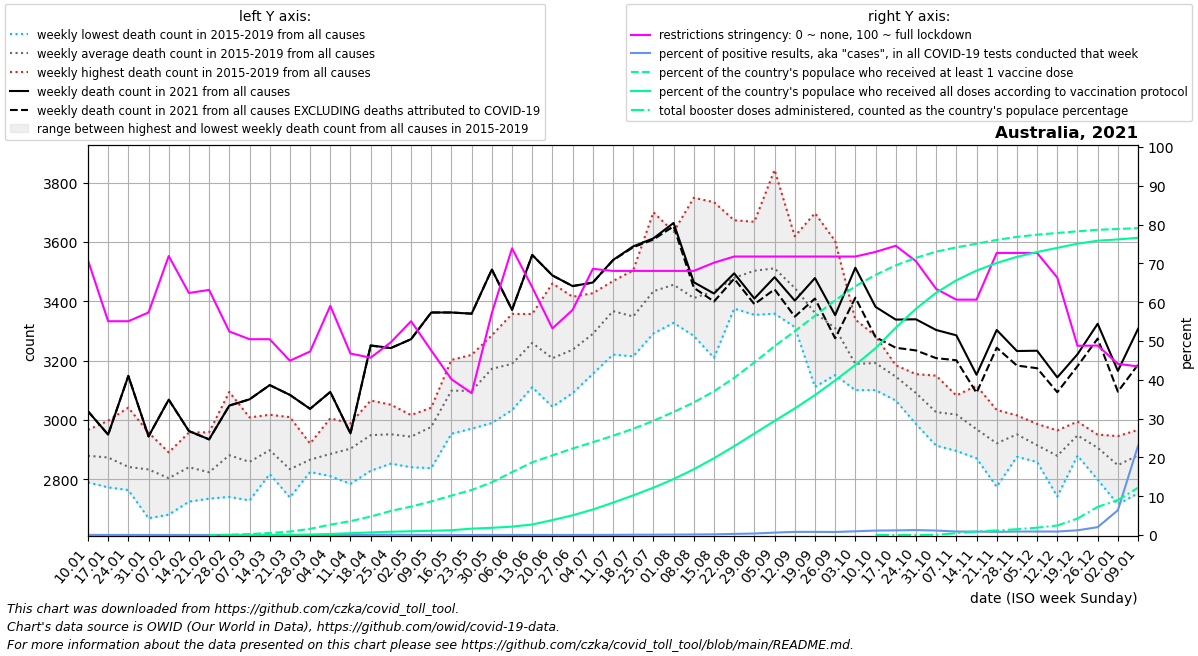 left Y axis:
weekly lowest death count in 2015-2019 from all causes
weekly average death count in 2015-2019 from all causes
weekly highest death count in 2015-2019 from all causes
weekly death count in 2021 from all causes
weekly death count in 2021 from all causes EXCLUDING deaths attributed to COVID-19
range between highest and lowest weekly death count from all causes in 2015-2019
right Y axis:
restrictions stringency: 0 ~ none, 100 ~ full lockdown
percent of positive results, aka "cases", in all COVID-19 tests conducted that week
percent of the country's populace who received at least 1 vaccine dose
percent of the country's populace who received all doses according to vaccination protocol
total booster doses administered, counted as the country's populace percentage
Australia, 2021
3800
3600
3400
3200
3000
2800
count
100
90
80
70
60
50
40
30
20
10
0
percent
10.01 17.01 24.01 31.01 07.02 14.02 21.02 28.02 07.03 14.03 21.03 28.03 04.04 11.04 18.04 25.04 02.05 09.05 16.05 23.05 30.05 06.06 13.06 20.06 27.06 04.07 11.07 18.07 25.07 01.08 08.08 15.08 22.08 29.08 05.09 12.09 19.09 26.09 03.10 10.10 17.10 24.10 31.10 07.11 14.11 21.11 28.11 05.12 12.12 19.12 26.12 02.01 09.01
date (ISO week Sunday)
This chart was downloaded from https://github.com/czka/covid_toll_tool.
Chart's data source is OWID (Our World in Data), https://github.com/owid/covid-19-data.
For more information about the data presented on this chart please see https://github.com/czka/covid_toll_tool/blob/main/README.md.